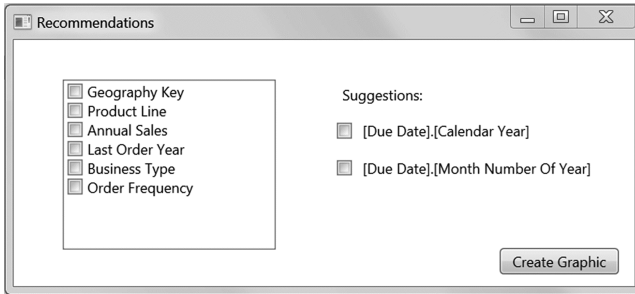 Recommendations
Geography Key
Product Line
Annual Sales
Last Order Year
Business Type
Order Frequency
Suggestions:
[Due Date].[Calendar Year]
[Due Date].[Month Number Of Year]
Create Graphic